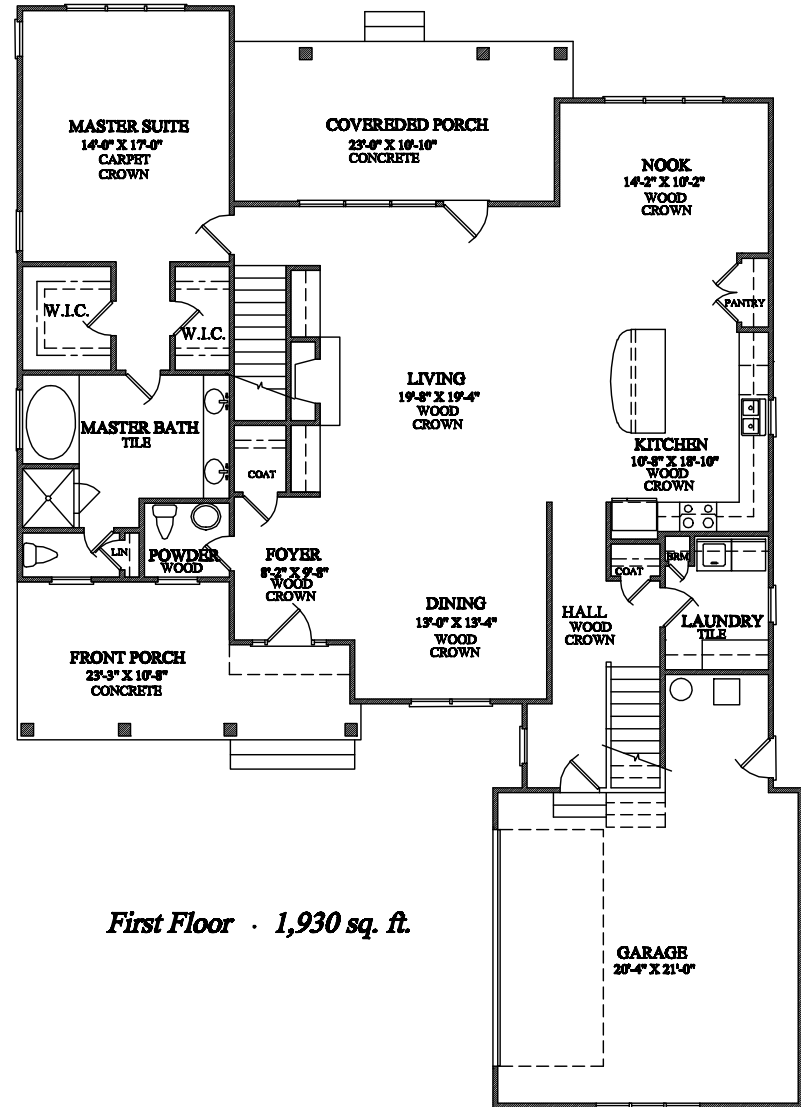 MASTER SUITE
14'-0" X 17'-0"
CARPET
CROWN
COVEREDED PORCH
23'-0" X 10'-10"
CONCRETE
NOOK
14'-2" X 10'-2"
WOOD
CROWN
W.I.C.
W.I.C.
PANTRY
LIVING
19'-8" X 19'-4"
WOOD
CROWN
MASTER BATH
TILE
KITCHEN
10'-8" X 18'-10"
WOOD
CROWN
COAT
LIN
POWDER
WOOD
FOYER
8'-2" X 9'-8"
WOOD
CROWN
COAT
BRM
DINING
13'-0" X 13'-4"
WOOD
CROWN
HALL
WOOD
CROWN
LAUNDRY
TILE
FRONT PORCH
23'-3" X 10'-8"
CONCRETE
First Floor · 1,930 sq. ft.
GARAGE
20'-4" X 21'-0"